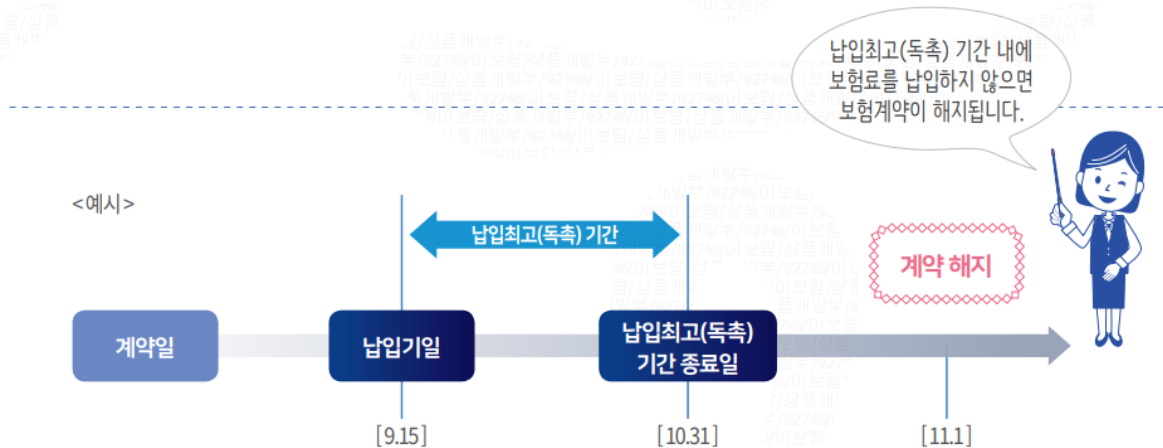 납입최고(독촉) 기간 내에
보험료를 납입하지 않으면
보험계약이 해지됩니다.
<예시>
납입최고(독촉) 기간
계약 해지
계약일
납입기일
납입최고(독촉)
기간 종료일
[9.15]
[10.31]
[11.1]